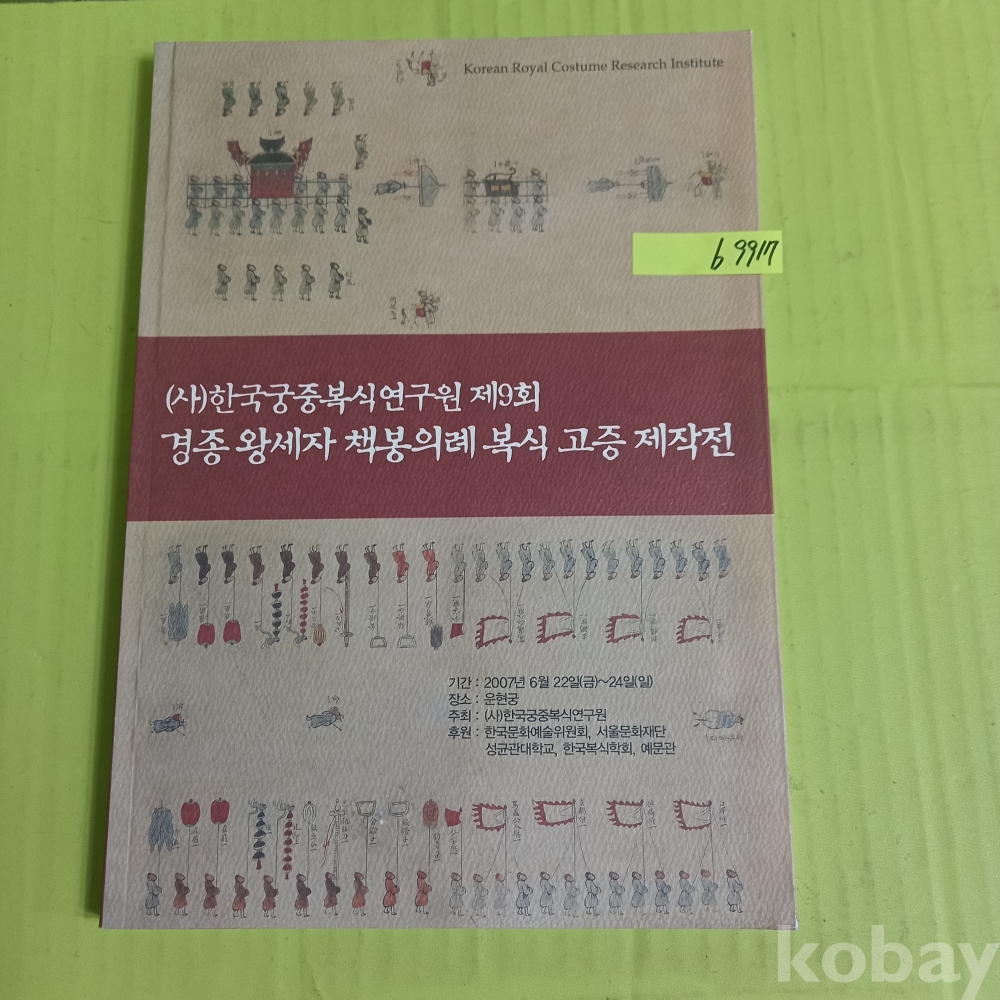 Korean Royal Costume Research Institute
b 9917
(사)한국궁중복식연구원 제9회
경종 왕세자 책봉의례 복식 고증 제작전
기간 : 2007년 6월 22일(금)~24일(일)
장소 : 운현궁
주최 : (사)한국궁중복식연구원
후원 : 한국문화예술위원회, 서울문화재단
성균관대학교, 한국복식학회, 예문관
kobay